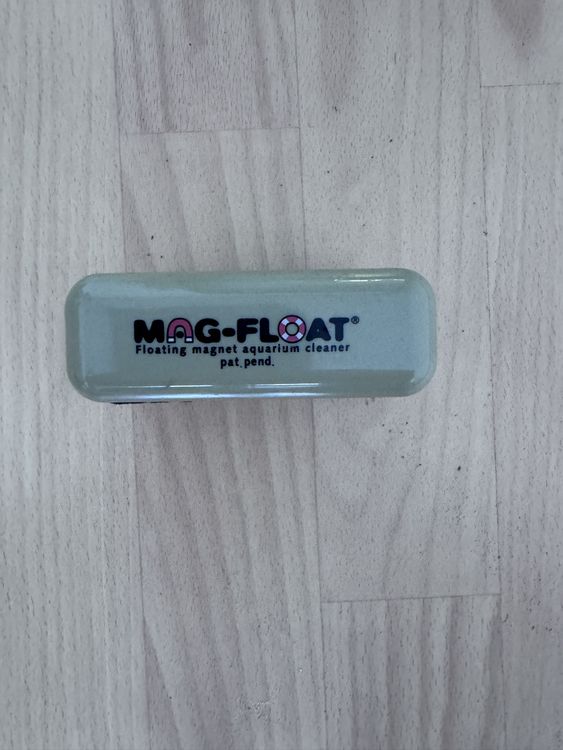 MAG-FLOAT®
Floating magnet aquarium cleaner
pat. pend.